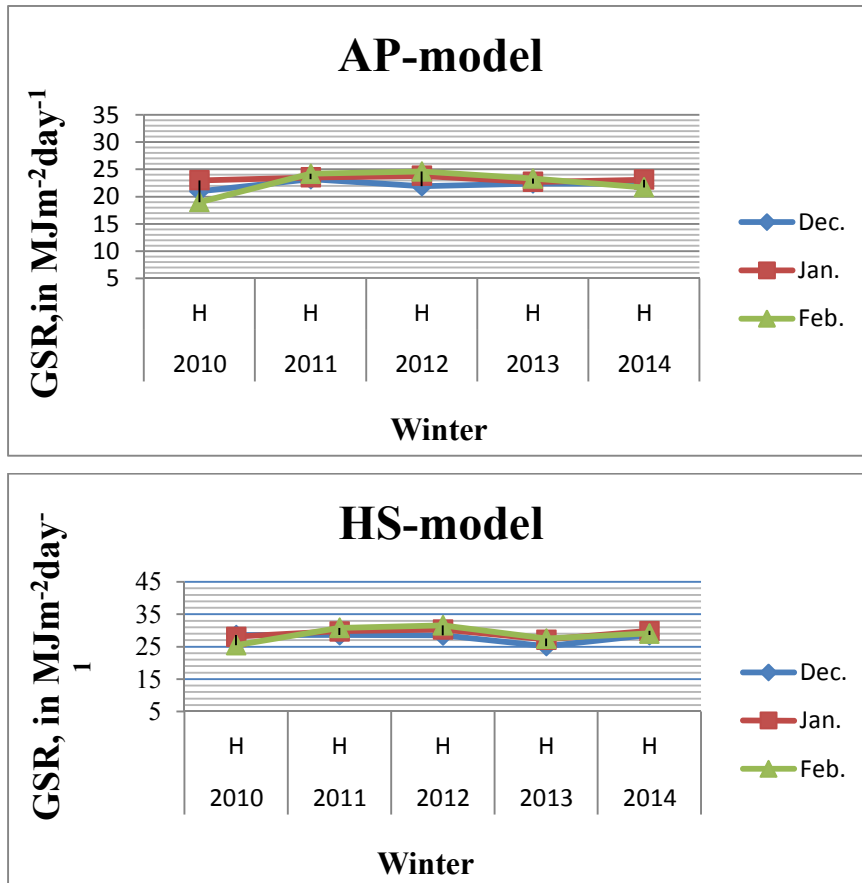 AP-model
GSR,in MJm⁻²day⁻¹
35
30
25
20
15
10
5
H H H H H
2010 2011 2012 2013 2014
Winter
Dec.
Jan.
Feb.
HS-model
GSR, in MJm⁻²day⁻
1
45
35
25
15
5
H H H H H
2010 2011 2012 2013 2014
Winter
Dec.
Jan.
Feb.